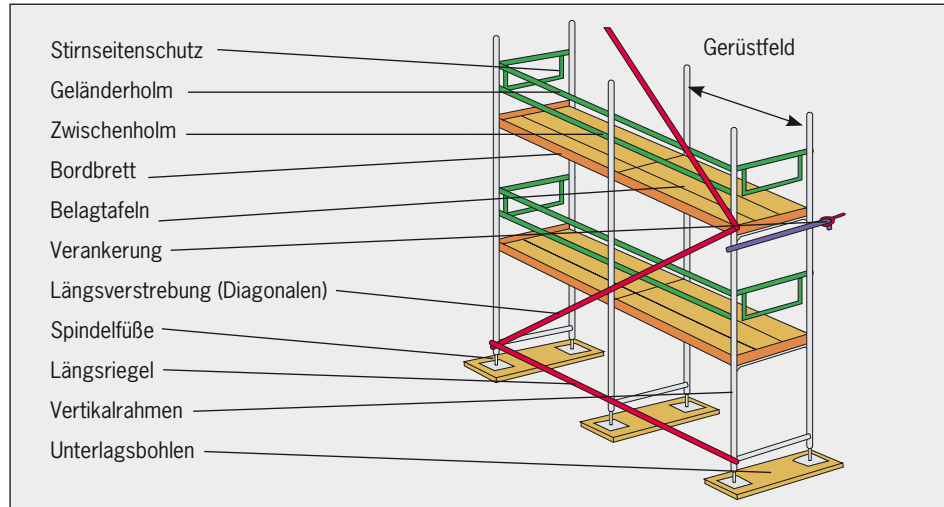 Stirnseitenschutz
Gerüstfeld
Geländerholm
Zwischenholm
Bordbrett
Belagtafeln
Verankerung
Längsverstrebung (Diagonalen)
Spindelfüße
Längsriegel
Vertikalrahmen
Unterlagsbohlen